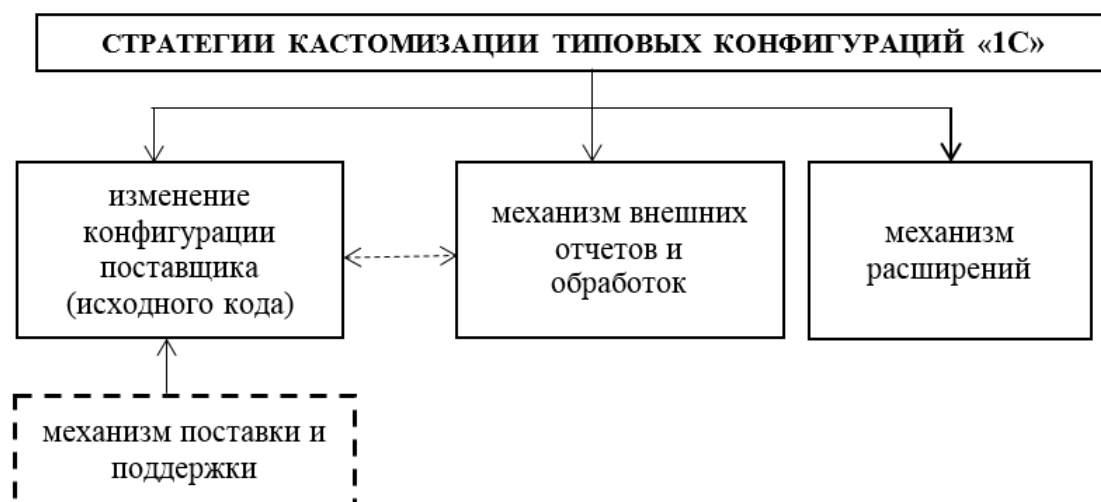 СТРАТЕГИИ КАСТОМИЗАЦИИ ТИПОВЫХ КОНФИГУРАЦИЙ «1С»
изменение
конфигурации
поставщика
(исходного кода)
механизм внешних
отчетов и
обработок
механизм
расширений
механизм поставки и
поддержки